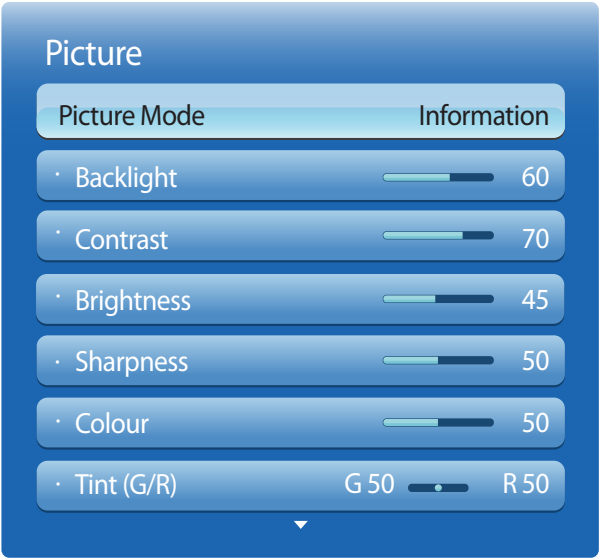 Picture
Picture Mode Information
· Backlight 60
· Contrast 70
· Brightness 45
· Sharpness 50
· Colour 50
· Tint (G/R) G 50 R 50